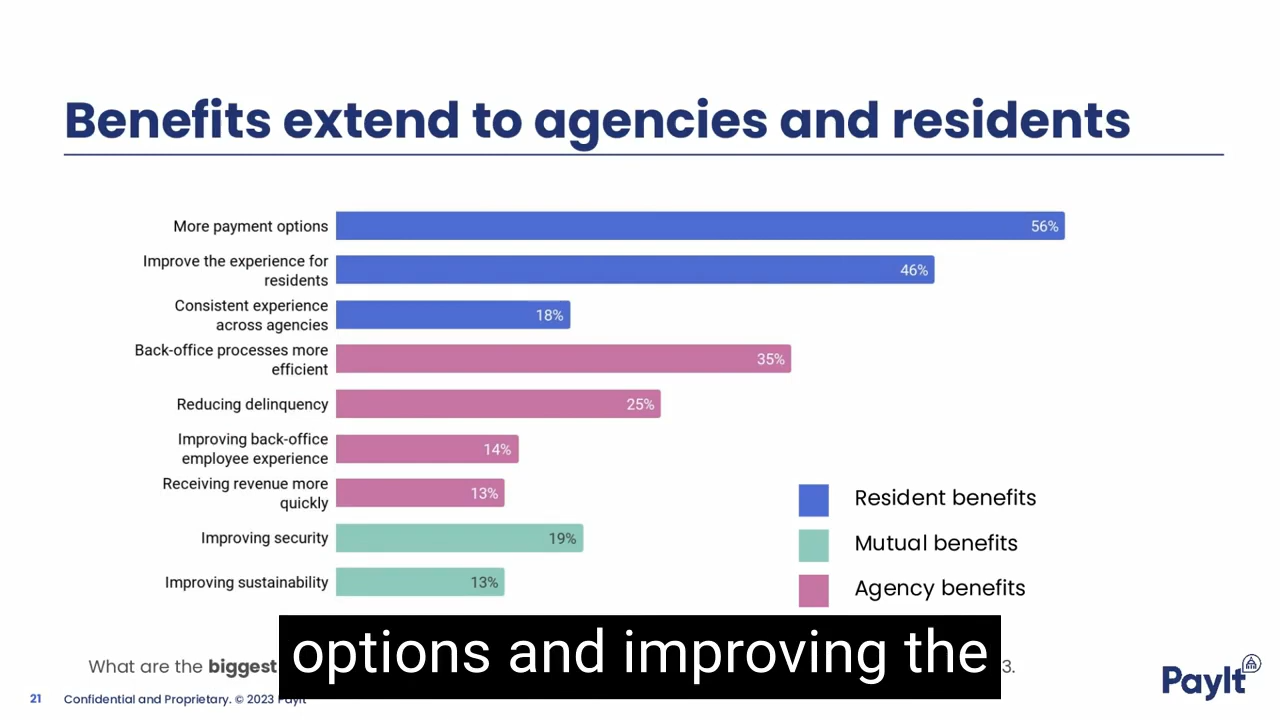 Benefits extend to agencies and residents
More payment options
56%
Improve the experience for
residents
46%
Consistent experience
across agencies
18%
Back-office processes more
efficient
35%
Reducing delinquency
25%
Improving back-office
employee experience
14%
Receiving revenue more
quickly
13%
Improving security
19%
Improving sustainability
13%
Resident benefits
Mutual benefits
Agency benefits
options and improving the
What are the biggest
3.
21 Confidential and Proprietary. © 2023 PayIt
PayIt